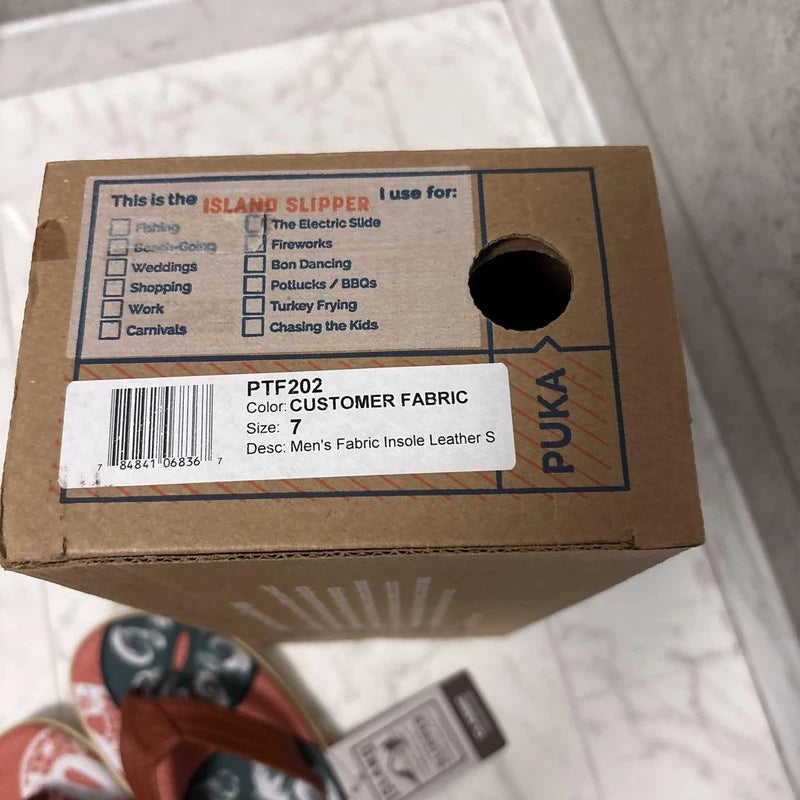 This is the ISLAND SLIPPER I use for:
Fishing
Beach-Going
Weddings
Shopping
Work
Carnivals
The Electric Slide
Fireworks
Bon Dancing
Potlucks / BBQs
Turkey Frying
Chasing the Kids
PUKA
PTF202
Color: CUSTOMER FABRIC
Size: 7
Desc: Men's Fabric Insole Leather S
7 84841 06836 7
ISLAND
SLIPPER